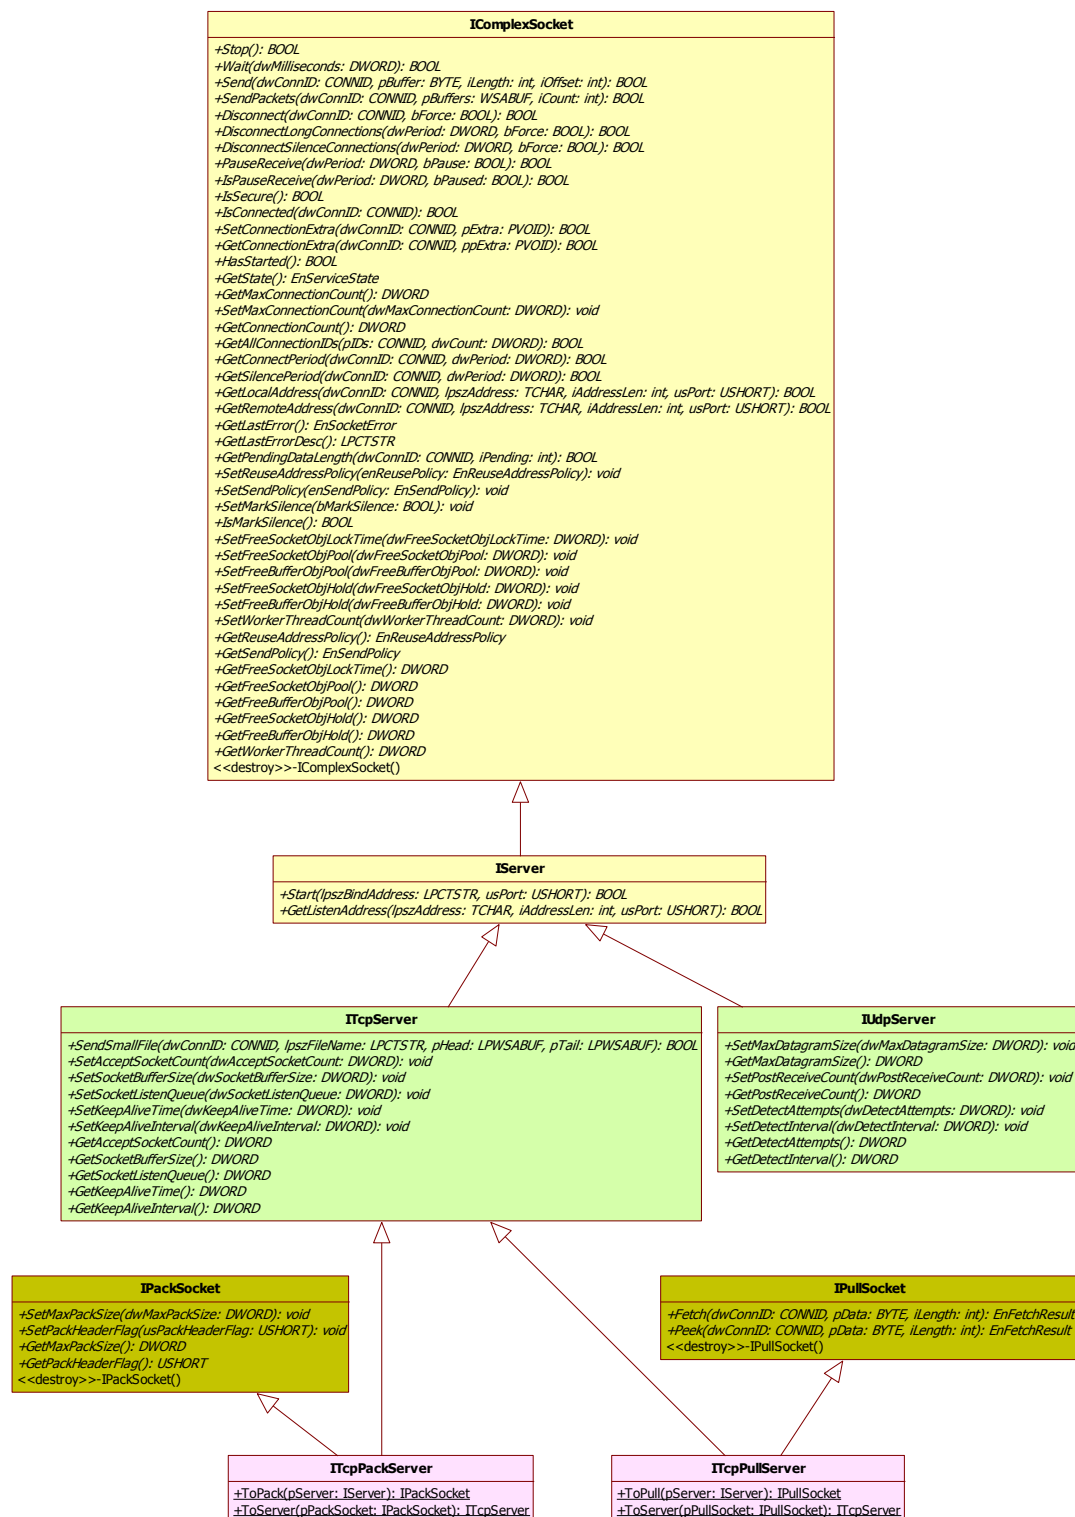 IComplexSocket
+Stop(): BOOL
+Wait(dwMilliseconds: DWORD): BOOL
+Send(dwConnID: CONNID, pBuffer: BYTE, iLength: int, iOffset: int): BOOL
+SendPackets(dwConnID: CONNID, pBuffers: WSABUF, iCount: int): BOOL
+Disconnect(dwConnID: CONNID, bForce: BOOL): BOOL
+DisconnectLongConnections(dwPeriod: DWORD, bForce: BOOL): BOOL
+DisconnectSilenceConnections(dwPeriod: DWORD, bForce: BOOL): BOOL
+PauseReceive(dwPeriod: DWORD, bPause: BOOL): BOOL
+IsPauseReceive(dwPeriod: DWORD, bPaused: BOOL): BOOL
+IsSecure(): BOOL
+IsConnected(dwConnID: CONNID): BOOL
+SetConnectionExtra(dwConnID: CONNID, pExtra: PVOID): BOOL
+GetConnectionExtra(dwConnID: CONNID, ppExtra: PVOID): BOOL
+HasStarted(): BOOL
+GetState(): EnServiceState
+GetMaxConnectionCount(): DWORD
+SetMaxConnectionCount(dwMaxConnectionCount: DWORD): void
+GetConnectionCount(): DWORD
+GetAllConnectionIDs(pIDs: CONNID, dwCount: DWORD): BOOL
+GetConnectPeriod(dwConnID: CONNID, dwPeriod: DWORD): BOOL
+GetSilencePeriod(dwConnID: CONNID, dwPeriod: DWORD): BOOL
+GetLocalAddress(dwConnID: CONNID, lpszAddress: TCHAR, iAddressLen: int, usPort: USHORT): BOOL
+GetRemoteAddress(dwConnID: CONNID, lpszAddress: TCHAR, iAddressLen: int, usPort: USHORT): BOOL
+GetLastError(): EnSocketError
+GetLastErrorDesc(): LPCTSTR
+GetPendingDataLength(dwConnID: CONNID, iPending: int): BOOL
+SetReuseAddressPolicy(enReusePolicy: EnReuseAddressPolicy): void
+SetSendPolicy(enSendPolicy: EnSendPolicy): void
+SetMarkSilence(bMarkSilence: BOOL): void
+IsMarkSilence(): BOOL
+SetFreeSocketObjLockTime(dwFreeSocketObjLockTime: DWORD): void
+SetFreeSocketObjPool(dwFreeSocketObjPool: DWORD): void
+SetFreeBufferObjPool(dwFreeBufferObjPool: DWORD): void
+SetFreeSocketObjHold(dwFreeSocketObjHold: DWORD): void
+SetFreeBufferObjHold(dwFreeBufferObjHold: DWORD): void
+SetWorkerThreadCount(dwWorkerThreadCount: DWORD): void
+GetReuseAddressPolicy(): EnReuseAddressPolicy
+GetSendPolicy(): EnSendPolicy
+GetFreeSocketObjLockTime(): DWORD
+GetFreeSocketObjPool(): DWORD
+GetFreeBufferObjPool(): DWORD
+GetFreeSocketObjHold(): DWORD
+GetFreeBufferObjHold(): DWORD
+GetWorkerThreadCount(): DWORD
<<destroy>>-IComplexSocket()
IServer
+Start(lpszBindAddress: LPCTSTR, usPort: USHORT): BOOL
+GetListenAddress(lpszAddress: TCHAR, iAddressLen: int, usPort: USHORT): BOOL
ITcpServer
+SendSmallFile(dwConnID: CONNID, lpszFileName: LPCTSTR, pHead: LPWSABUF, pTail: LPWSABUF): BOOL
+SetAcceptSocketCount(dwAcceptSocketCount: DWORD): void
+SetSocketBufferSize(dwSocketBufferSize: DWORD): void
+SetSocketListenQueue(dwSocketListenQueue: DWORD): void
+SetKeepAliveTime(dwKeepAliveTime: DWORD): void
+SetKeepAliveInterval(dwKeepAliveInterval: DWORD): void
+GetAcceptSocketCount(): DWORD
+GetSocketBufferSize(): DWORD
+GetSocketListenQueue(): DWORD
+GetKeepAliveTime(): DWORD
+GetKeepAliveInterval(): DWORD
IUdpServer
+SetMaxDatagramSize(dwMaxDatagramSize: DWORD): void
+GetMaxDatagramSize(): DWORD
+SetPostReceiveCount(dwPostReceiveCount: DWORD): void
+GetPostReceiveCount(): DWORD
+SetDetectAttempts(dwDetectAttempts: DWORD): void
+SetDetectInterval(dwDetectInterval: DWORD): void
+GetDetectAttempts(): DWORD
+GetDetectInterval(): DWORD
IPackSocket
+SetMaxPackSize(dwMaxPackSize: DWORD): void
+SetPackHeaderFlag(usPackHeaderFlag: USHORT): void
+GetMaxPackSize(): DWORD
+GetPackHeaderFlag(): USHORT
<<destroy>>-IPackSocket()
IPullSocket
+Fetch(dwConnID: CONNID, pData: BYTE, iLength: int): EnFetchResult
+Peek(dwConnID: CONNID, pData: BYTE, iLength: int): EnFetchResult
<<destroy>>-IPullSocket()
ITcpPackServer
+ToPack(pServer: IServer): IPackSocket
+ToServer(pPackSocket: IPackSocket): ITcpServer
ITcpPullServer
+ToPull(pServer: IServer): IPullSocket
+ToServer(pPullSocket: IPullSocket): ITcpServer